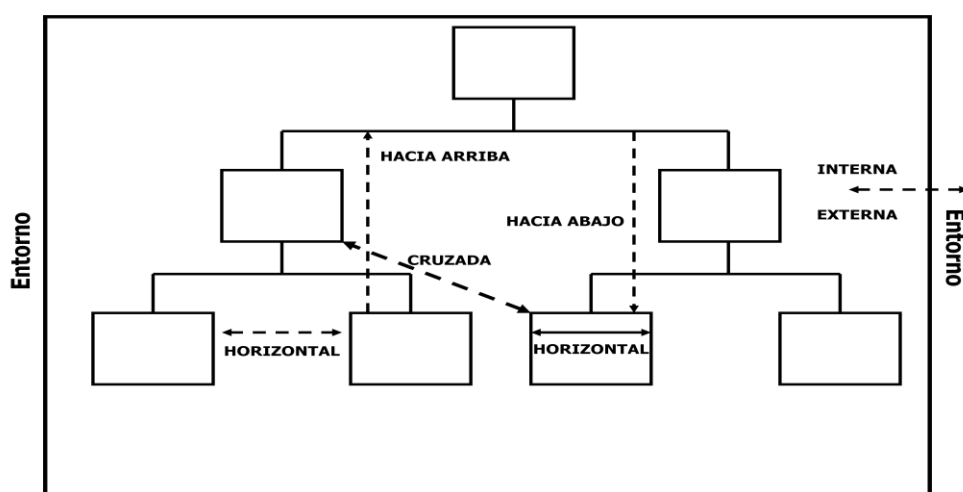 HACIA ARRIBA
INTERNA
HACIA ABAJO
EXTERNA
Entorno
Entorno
CRUZADA
HORIZONTAL
HORIZONTAL